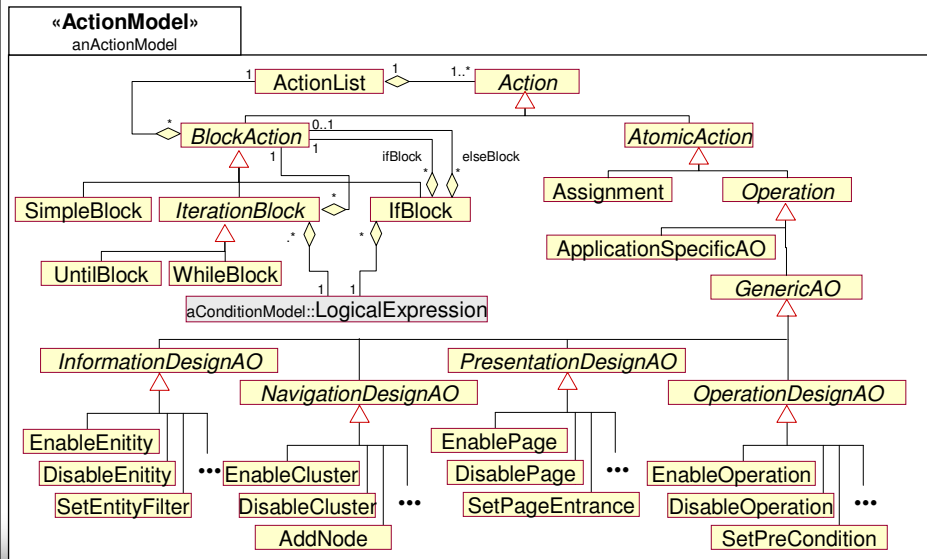 «ActionModel»
anActionModel
1 ActionList 1 1..* Action
* BlockAction 0..1 AtomicAction
1 1 ifBlock elseBlock
* *
Assignment Operation
SimpleBlock IterationBlock * IfBlock
.* *
ApplicationSpecificAO
UntilBlock WhileBlock
1 1 GenericAO
aConditionModel::LogicalExpression
InformationDesignAO PresentationDesignAO
NavigationDesignAO OperationDesignAO
EnableEnitity EnablePage
DisableEnitity ••• EnableCluster DisablePage ••• EnableOperation
SetEntityFilter DisableCluster ••• SetPageEntrance DisableOperation •••
AddNode SetPreCondition